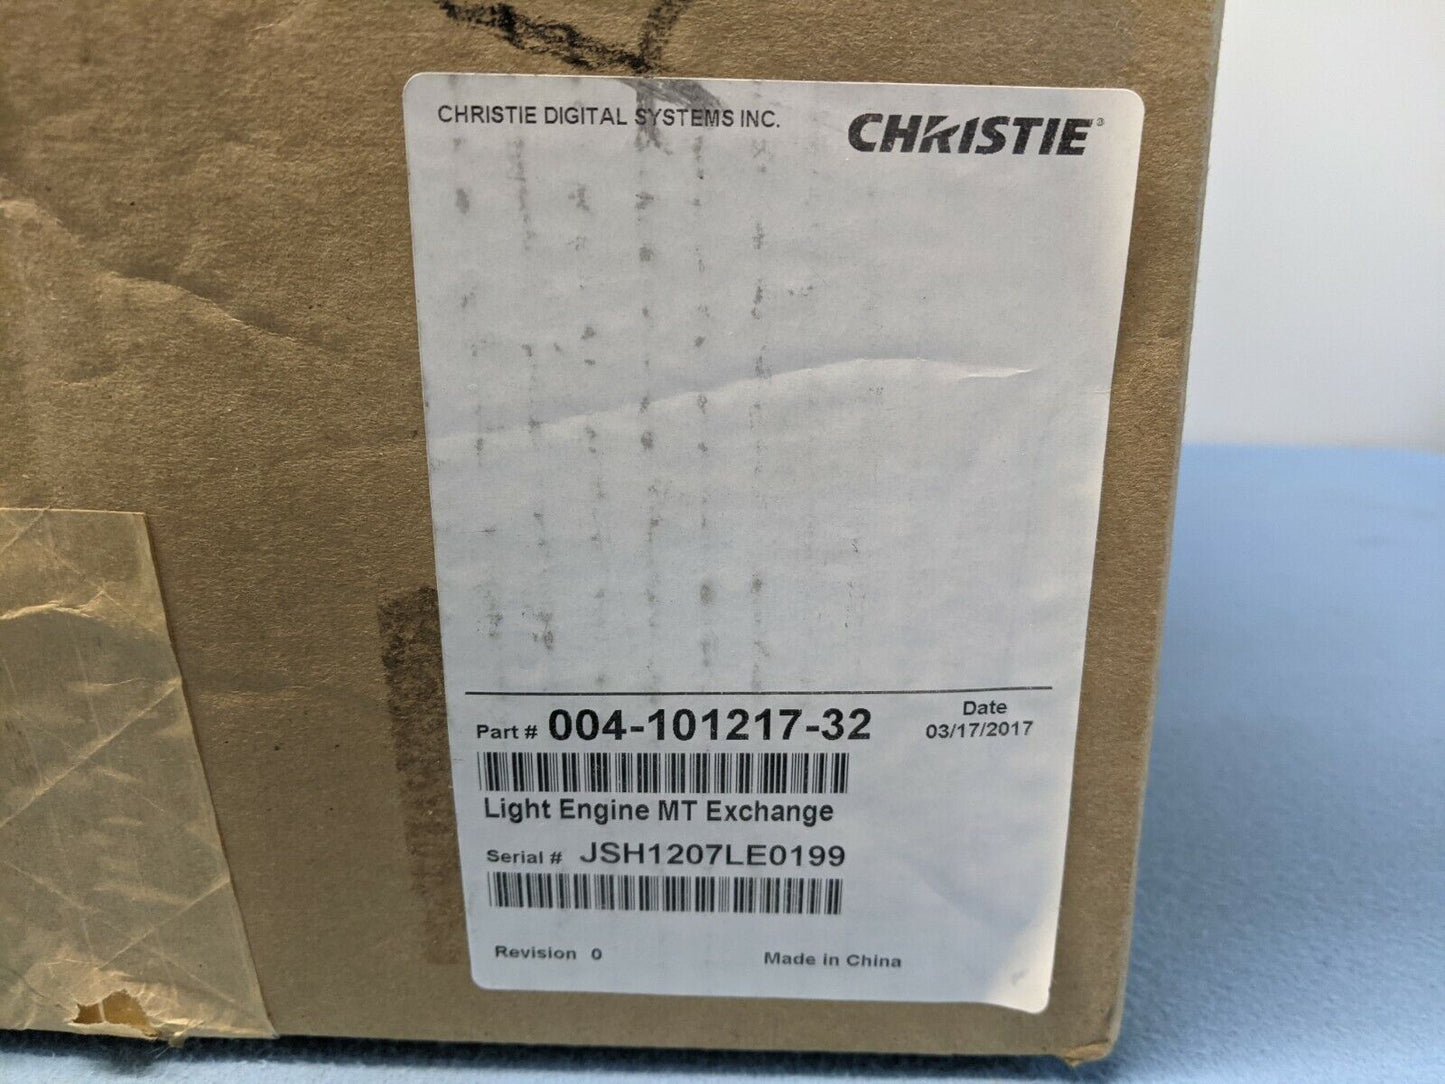 CHRISTIE DIGITAL SYSTEMS INC.
CHRISTIE®
Part # 004-101217-32
Date
03/17/2017
Light Engine MT Exchange
Serial # JSH1207LE0199
Revision 0
Made in China